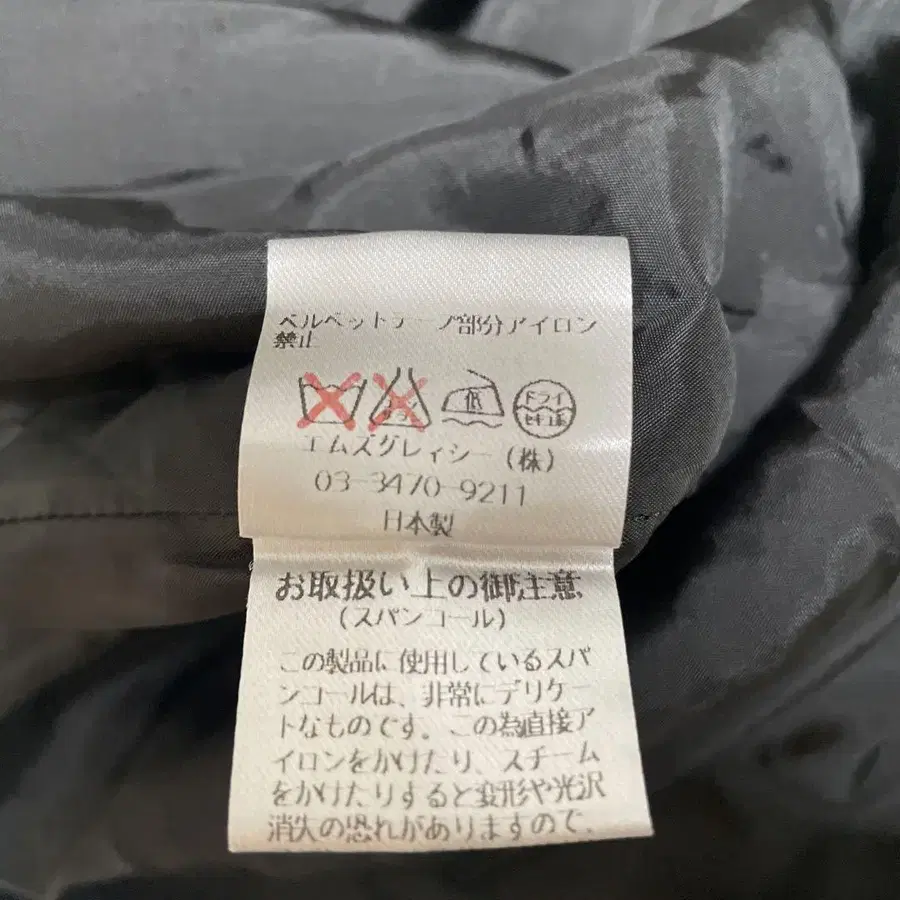 ベルベットテープ部分アイロン
禁止
低
ドライ
セキユ系
エムズグレィシー(株)
03-3470-9211
日本製
お取扱い上の御注意
(スパンコール)
この製品に使用しているスパ
ンコールは、非常にデリケー
トなものです。この為直接ア
イロンをかけたり、スチーム
をかけたりすると変形や光沢
消失の恐れがありますので、